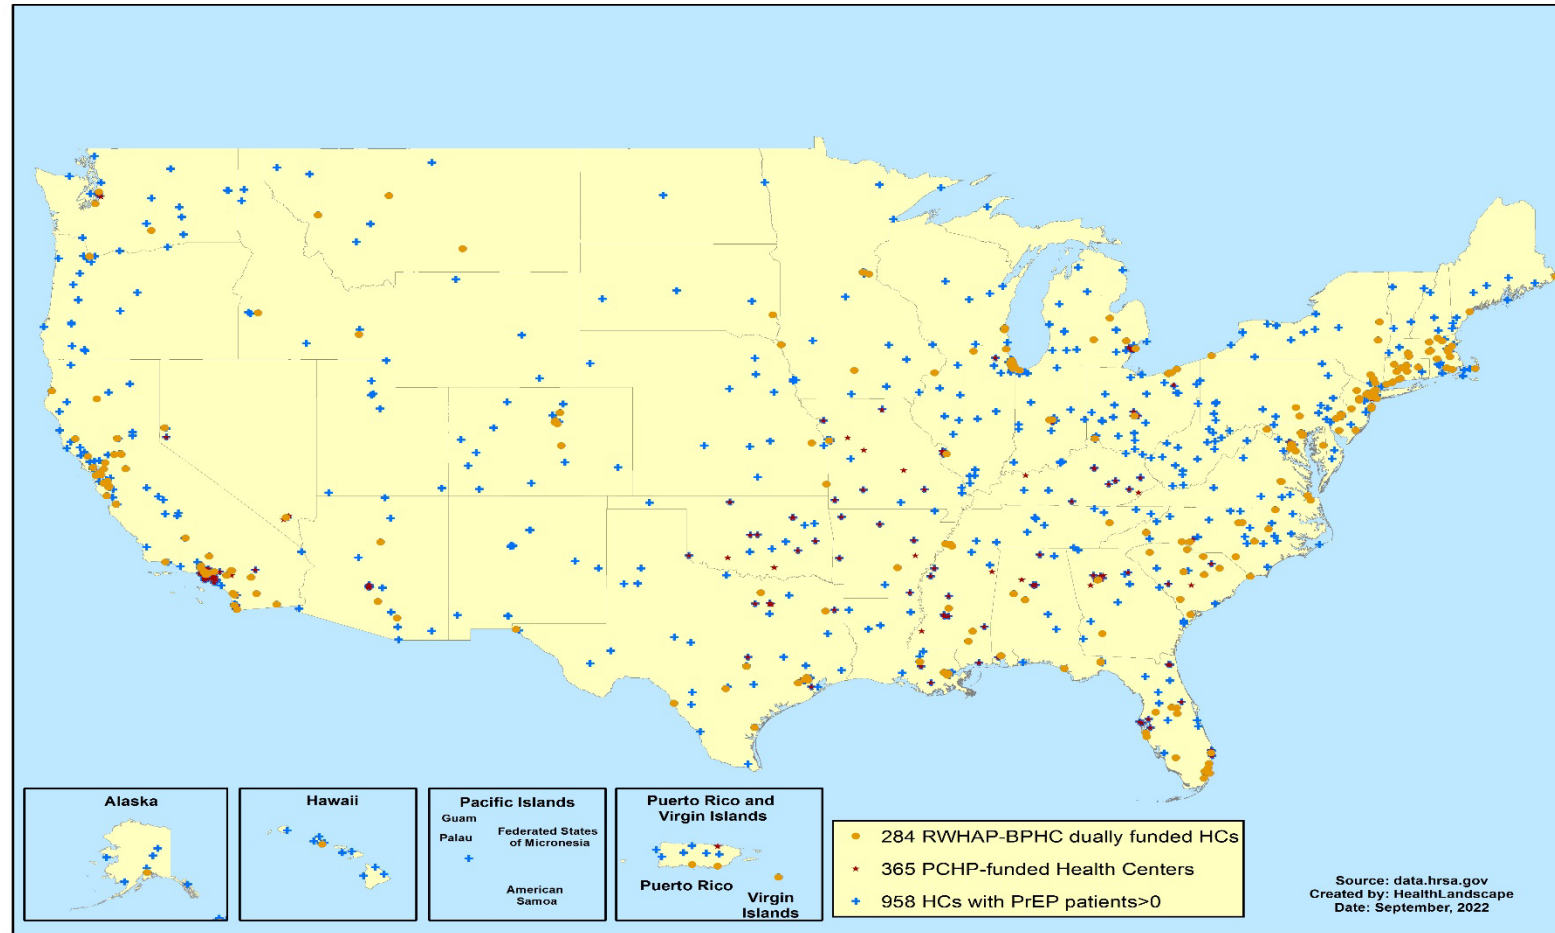 Alaska
Hawaii
Pacific Islands
Guam
Palau
Federated States
of Micronesia
American
Samoa
Puerto Rico and
Virgin Islands
Puerto Rico
Virgin
Islands
284 RWHAP-BPHC dually funded HCs
365 PCHP-funded Health Centers
958 HCs with PrEP patients>0
Source: data.hrsa.gov
Created by: HealthLandscape
Date: September, 2022